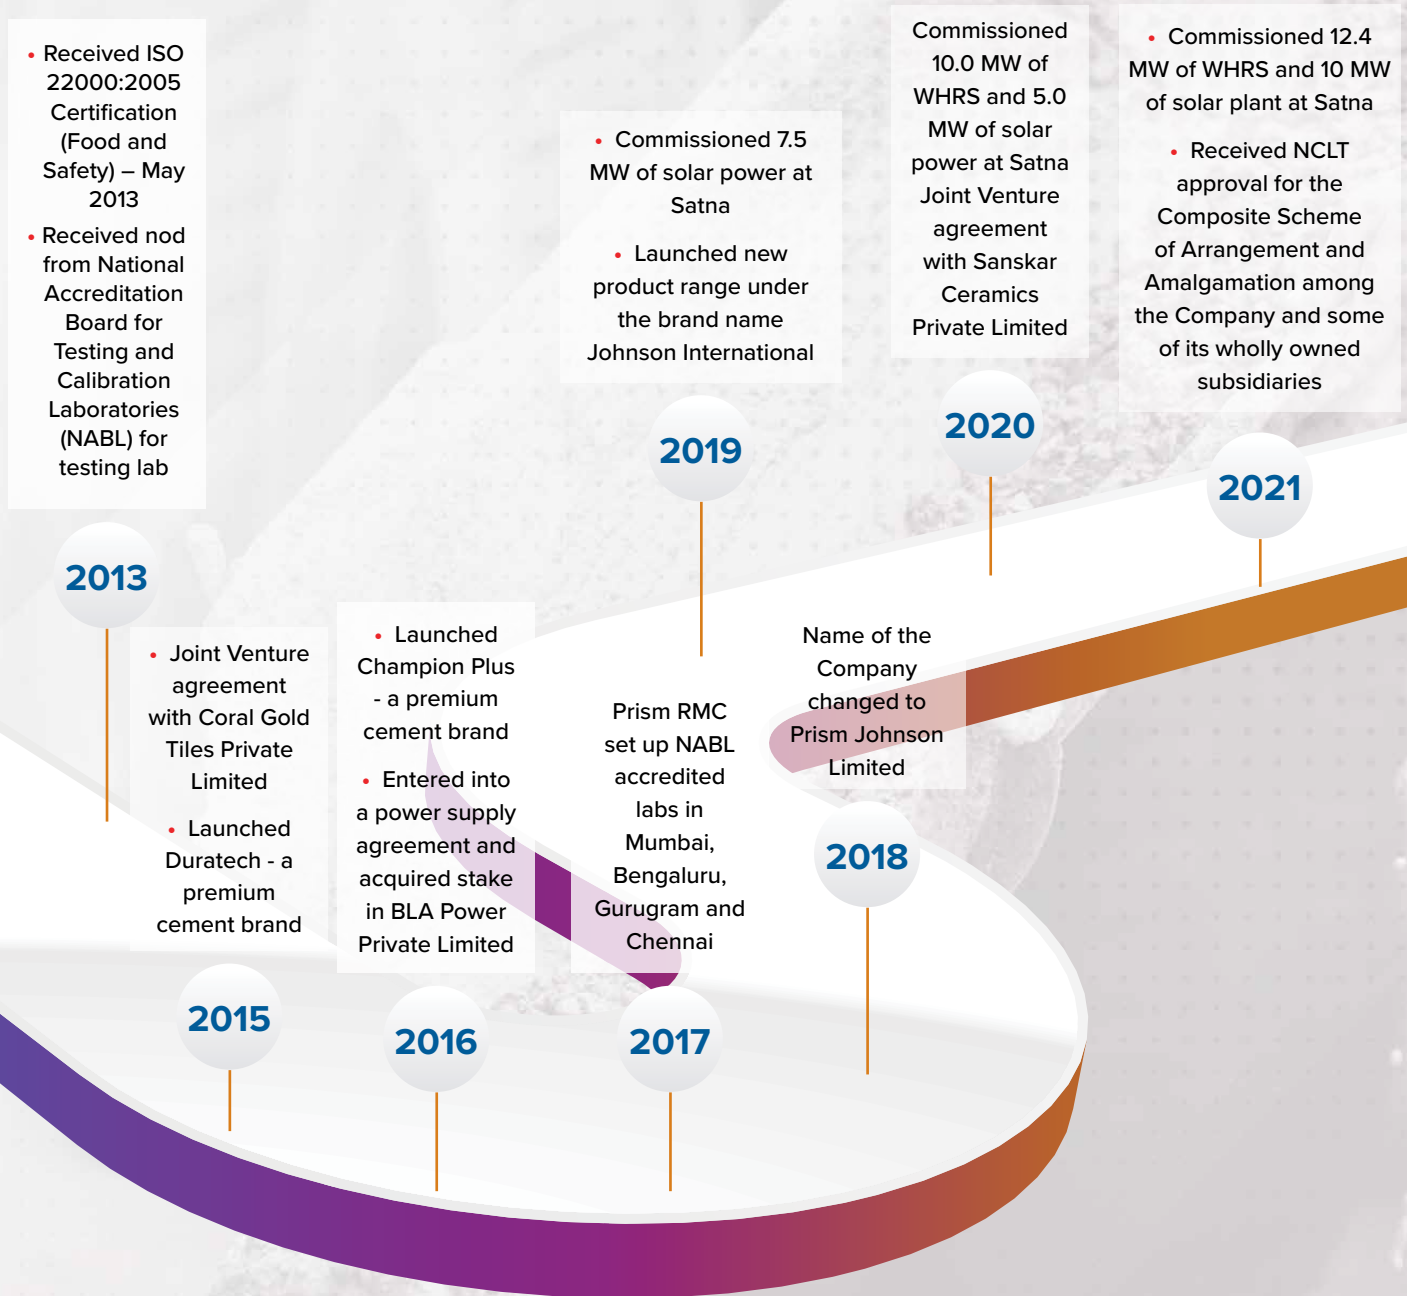 • Received ISO
22000:2005
Certification
(Food and
Safety) – May
2013
• Received nod
from National
Accreditation
Board for
Testing and
Calibration
Laboratories
(NABL) for
testing lab
2013
• Joint Venture
agreement
with Coral Gold
Tiles Private
Limited
• Launched
Duratech - a
premium
cement brand
2015
• Launched
Champion Plus
- a premium
cement brand
• Entered into
a power supply
agreement and
acquired stake
in BLA Power
Private Limited
2016
Prism RMC
set up NABL
accredited
labs in
Mumbai,
Bengaluru,
Gurugram and
Chennai
2017
Name of the
Company
changed to
Prism Johnson
Limited
2018
• Commissioned 7.5
MW of solar power at
Satna
• Launched new
product range under
the brand name
Johnson International
2019
Commissioned
10.0 MW of
WHRS and 5.0
MW of solar
power at Satna
Joint Venture
agreement
with Sanskar
Ceramics
Private Limited
2020
• Commissioned 12.4
MW of WHRS and 10 MW
of solar plant at Satna
• Received NCLT
approval for the
Composite Scheme
of Arrangement and
Amalgamation among
the Company and some
of its wholly owned
subsidiaries
2021